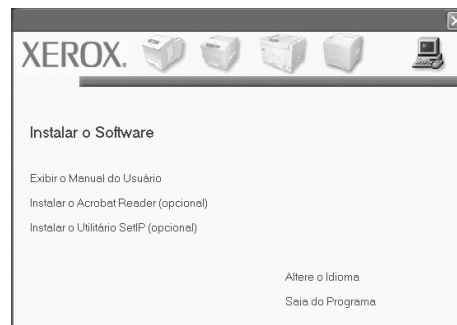 XEROX.
Instalar o Software
Exibir o Manual do Usuário
Instalar o Acrobat Reader (opcional)
Instalar o Utilitário SetIP (opcional)
Altere o Idioma
Saia do Programa